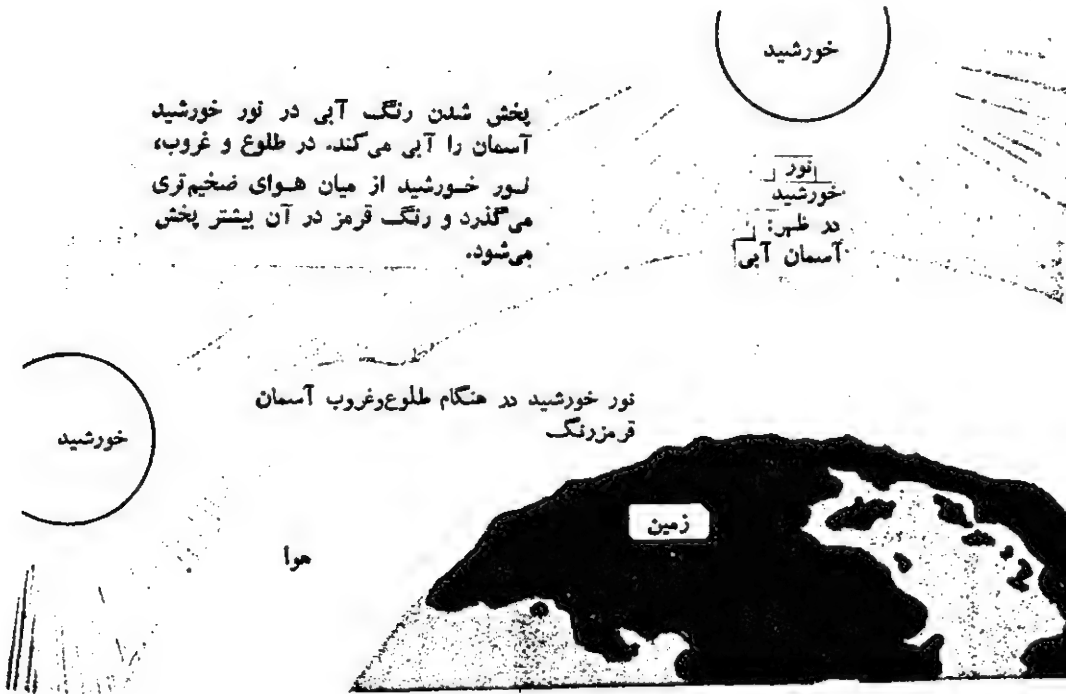 خورشید
پخش شدن رنگ آبی در نور خورشید
آسمان را آبی می‌کند. در طلوع و غروب،
نور خورشید از میان هوای ضخیم‌تری
می‌گذرد و رنگ قرمز در آن بیشتر پخش
می‌شود.
نور
خورشید
در ظهر:
آسمان آبی
نور خورشید در هنگام طلوع‌وغروب آسمان
قرمزرنگ
خورشید
زمین
هوا